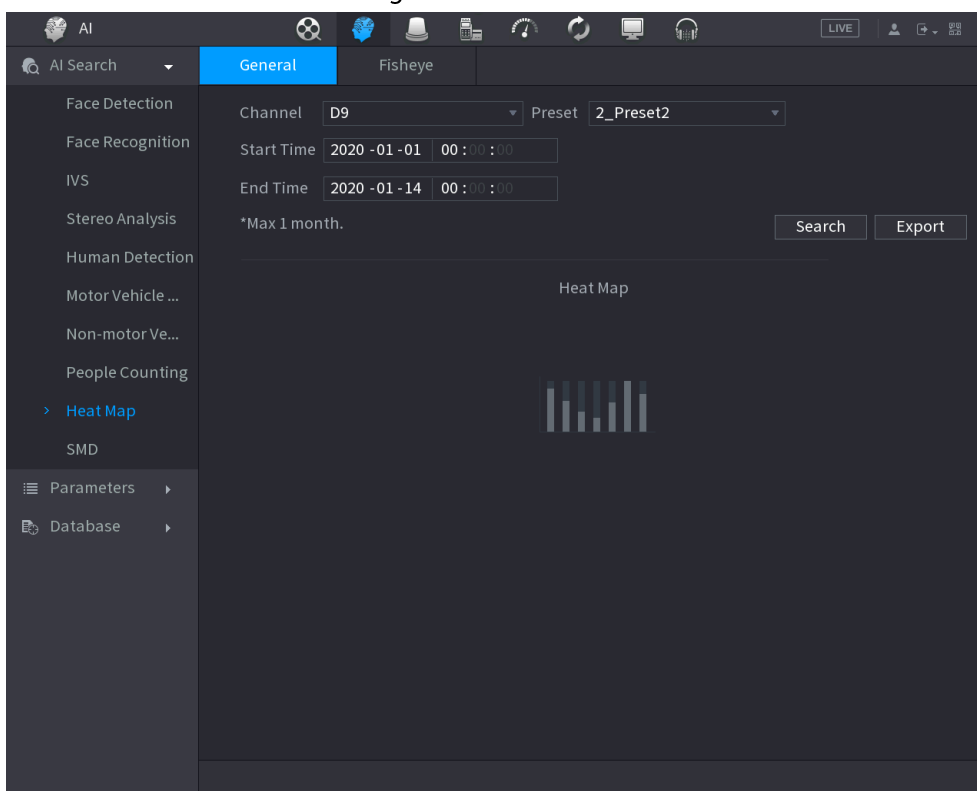 AI
LIVE
AI Search
General
Fisheye
Face Detection
Face Recognition
IVS
Stereo Analysis
Human Detection
Motor Vehicle ...
Non-motor Ve...
People Counting
Heat Map
SMD
Parameters
Database
Channel D9 Preset 2_Preset2
Start Time 2020 -01 -01 00 :00 :00
End Time 2020 -01 -14 00 :00 :00
*Max 1 month.
Search Export
Heat Map